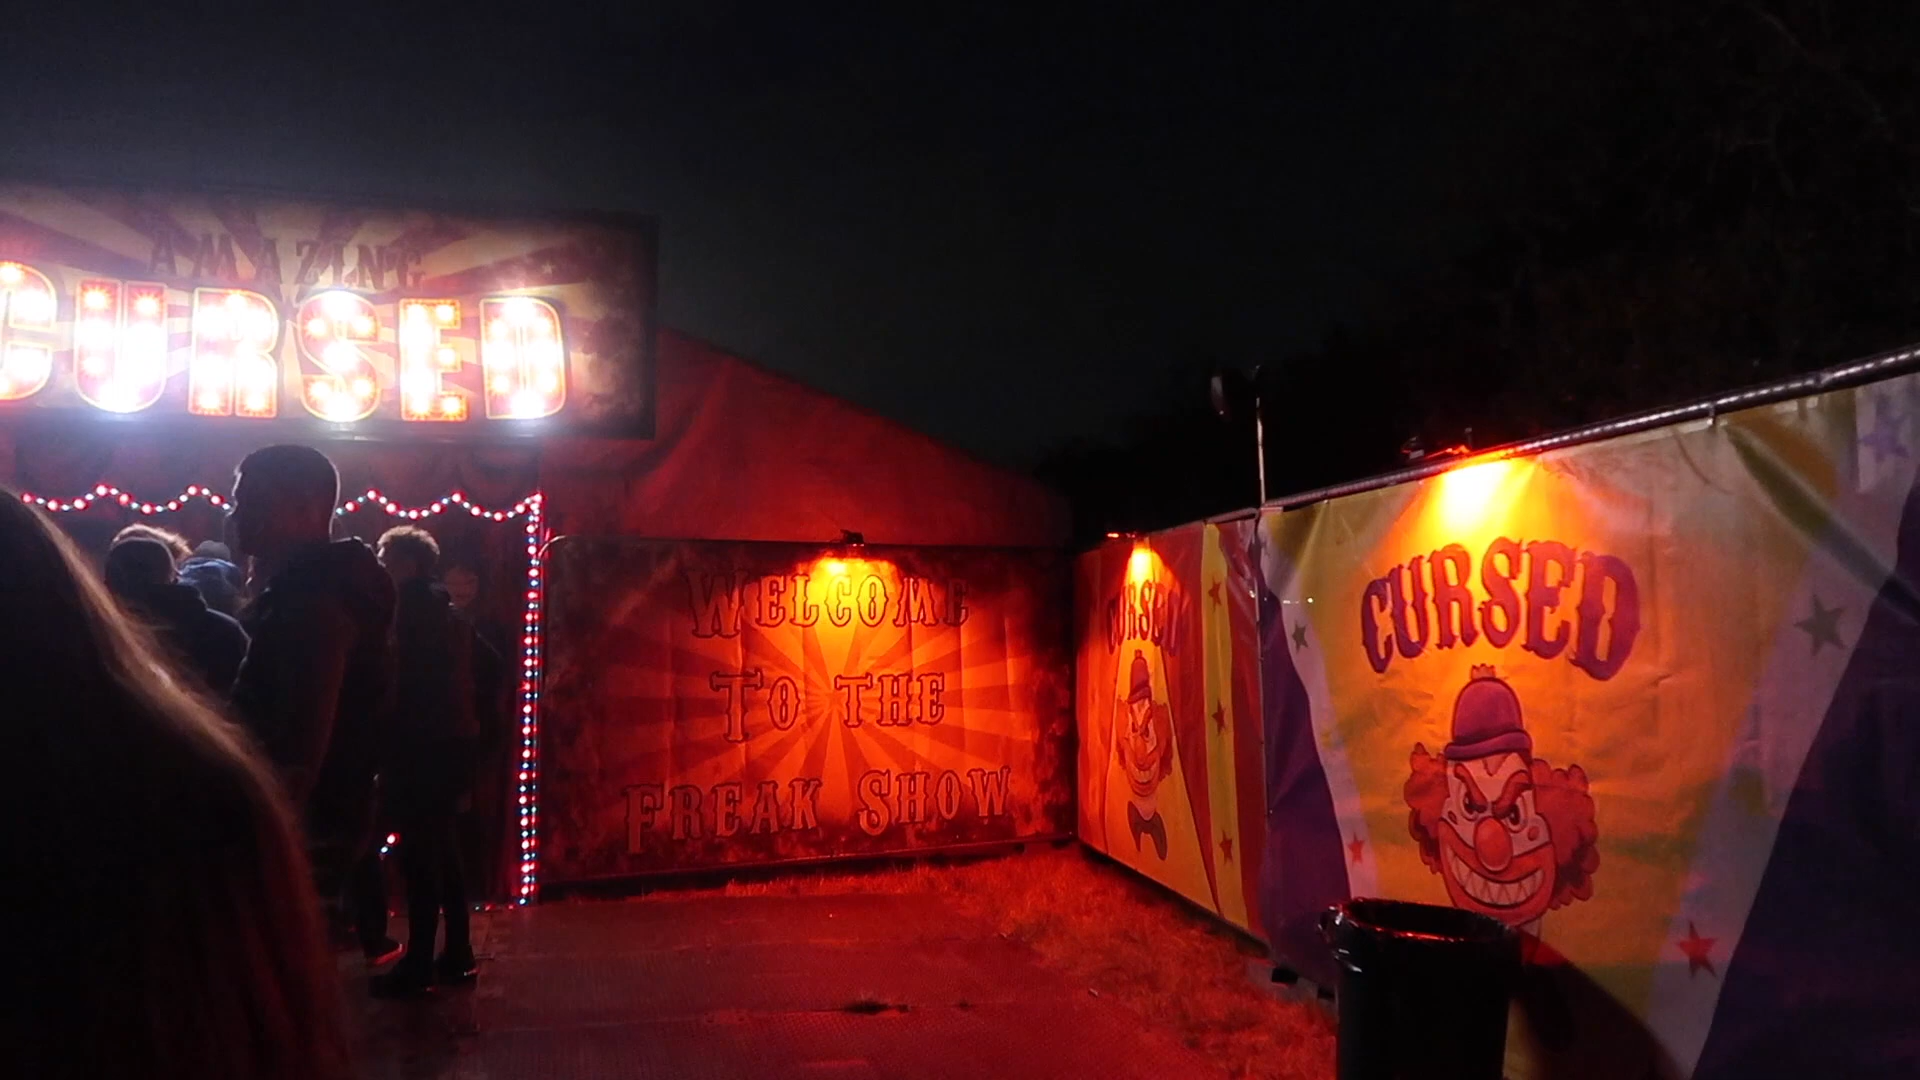 AMAZING
CURSED
WELCOME
TO THE
FREAK SHOW
CURSED
CURSED